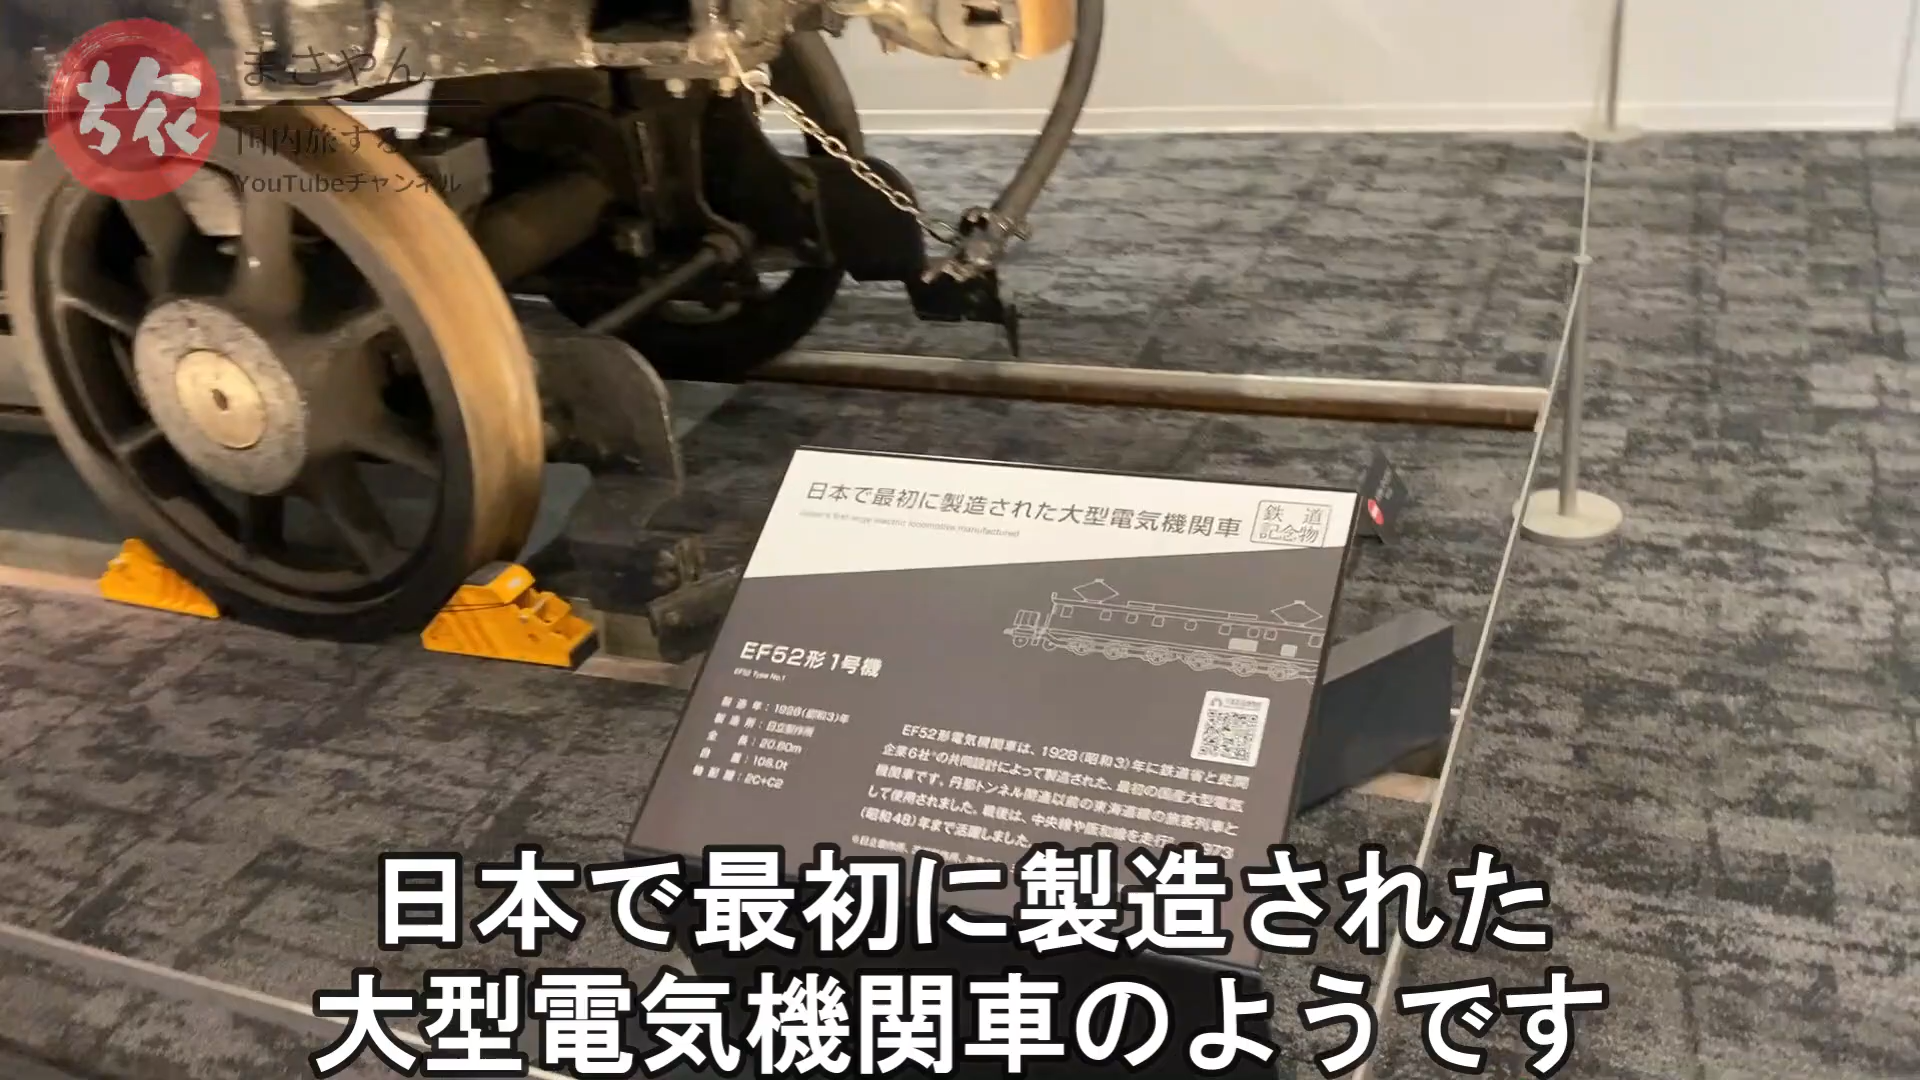 旅
まさやん
国内旅する
YouTubeチャンネル
日本で最初に製造された大型電気機関車
鉄道
記念物
EF52形1号機
EF52 Type No.1
製造年：1928(昭和3)年
製造所：日立製作所
全長：20.80m
自重：108.0t
軸配置：2C+C2
EF52形電気機関車は、1928(昭和3)年に鉄道省と民間
企業6社※の共同設計によって製造された、最初の国産大型電気
機関車です。丹那トンネル開通以前の東海道線の旅客列車と
して使用されました。戦後は、中央線や阪和線を走行
(昭和48)年まで活躍しました
日本で最初に製造された
大型電気機関車のようです